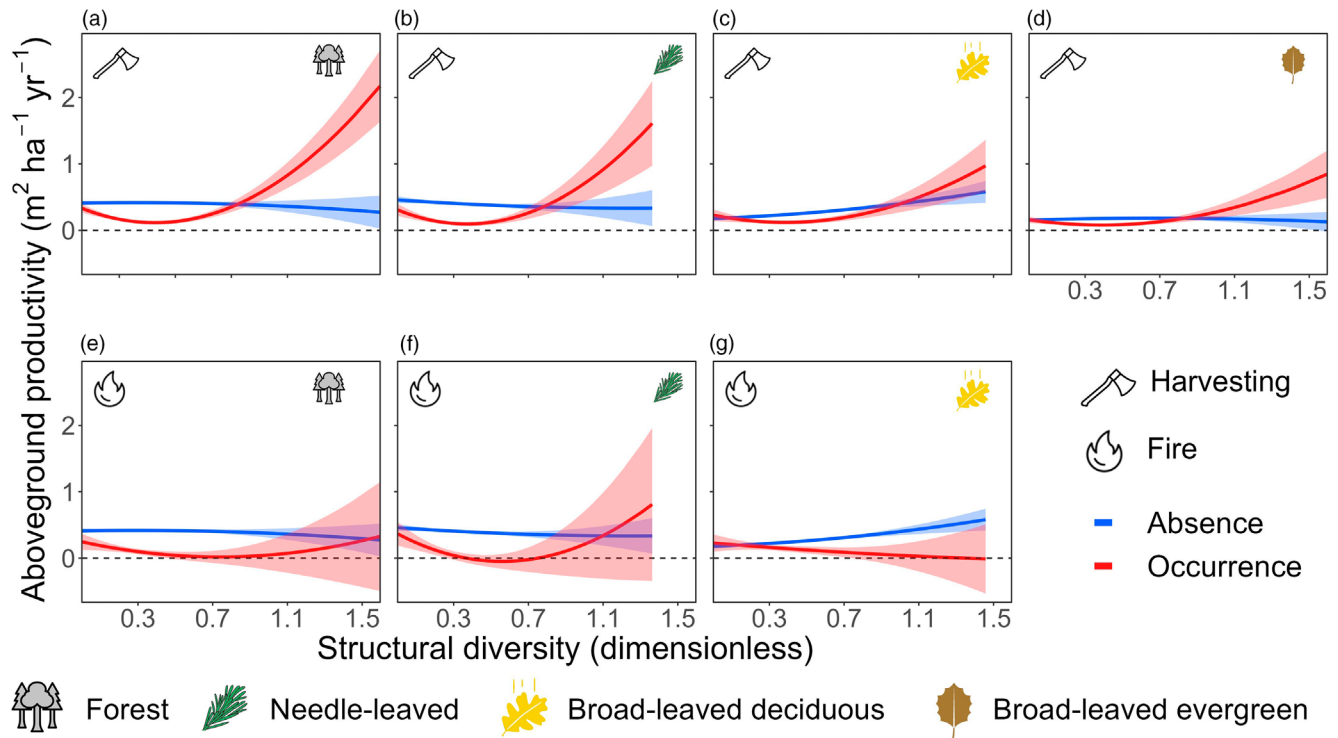 (a)
(b)
(c)
(d)
Aboveground productivity (m² ha⁻¹ yr⁻¹)
2
1
0
0.3 0.7 1.1 1.5
(e)
(f)
(g)
2
1
0
0.3 0.7 1.1 1.5
0.3 0.7 1.1 1.5
0.3 0.7 1.1 1.5
Harvesting
Fire
Absence
Occurrence
Structural diversity (dimensionless)
Forest
Needle-leaved
Broad-leaved deciduous
Broad-leaved evergreen